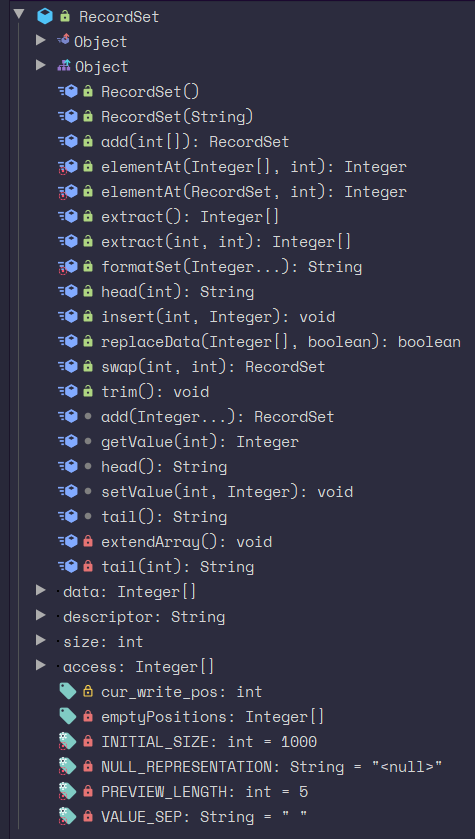 RecordSet
Object
Object
RecordSet()
RecordSet(String)
add(int[]): RecordSet
elementAt(Integer[], int): Integer
elementAt(RecordSet, int): Integer
extract(): Integer[]
extract(int, int): Integer[]
formatSet(Integer...): String
head(int): String
insert(int, Integer): void
replaceData(Integer[], boolean): boolean
swap(int, int): RecordSet
trim(): void
add(Integer...): RecordSet
getValue(int): Integer
head(): String
setValue(int, Integer): void
tail(): String
extendArray(): void
tail(int): String
data: Integer[]
descriptor: String
size: int
access: Integer[]
cur_write_pos: int
emptyPositions: Integer[]
INITIAL_SIZE: int = 1000
NULL_REPRESENTATION: String = "<null>"
PREVIEW_LENGTH: int = 5
VALUE_SEP: String = " "